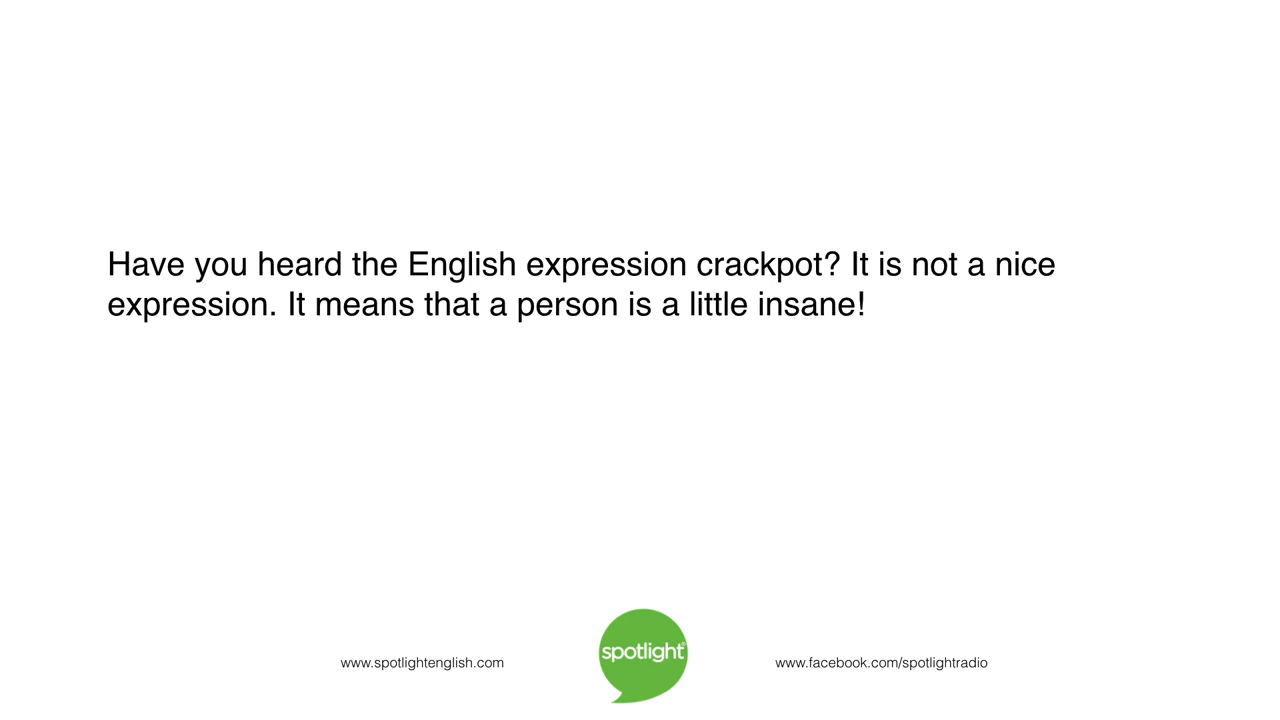 Have you heard the English expression crackpot? It is not a nice
expression. It means that a person is a little insane!
www.spotlightenglish.com
spotlight®
www.facebook.com/spotlightradio